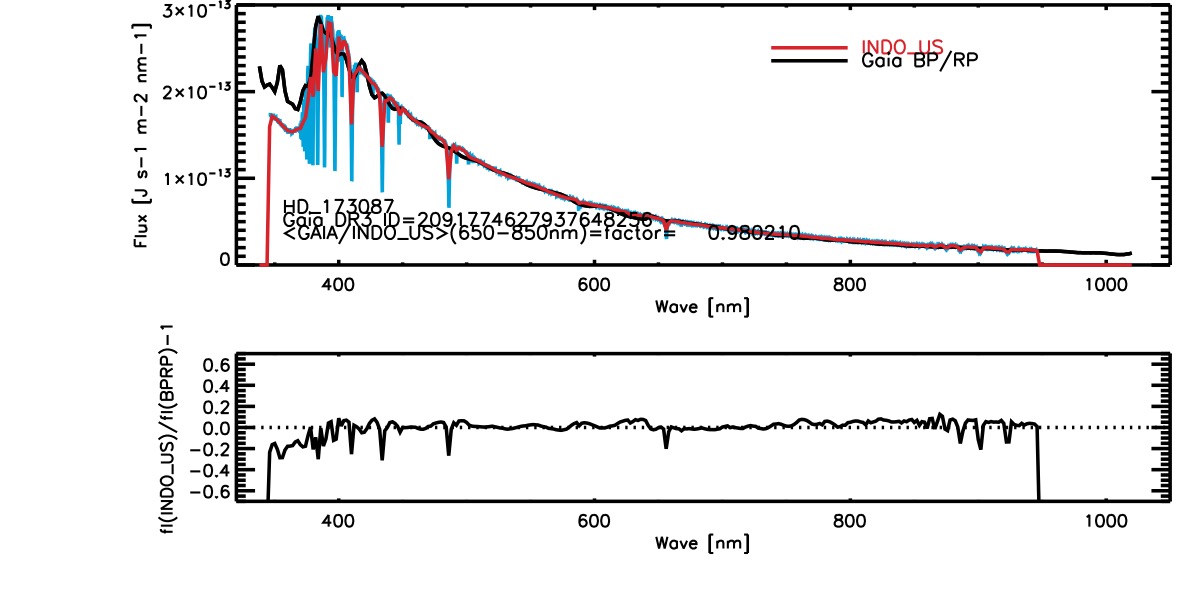 3×10−13
2×10−13
1×10−13
0
Flux [J s−1 m−2 nm−1]
INDO_US
Gaia BP/RP
HD_173087
Gaia DR3 ID=2091774627937648256
<GAIA/INDO_US>(650−850nm)=factor= 0.980210
400 600 800 1000
Wave [nm]
fl(INDO_US)/fl(BPRP)−1
0.6
0.4
0.2
0.0
−0.2
−0.4
−0.6
400 600 800 1000
Wave [nm]